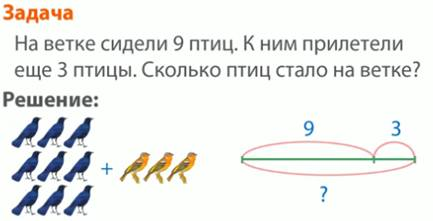 Задача
На ветке сидели 9 птиц. К ним прилетели
еще 3 птицы. Сколько птиц стало на ветке?
Решение:
+
9 3
?